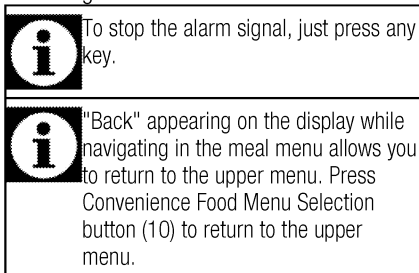 To stop the alarm signal, just press any
key.
"Back" appearing on the display while
navigating in the meal menu allows you
to return to the upper menu. Press
Convenience Food Menu Selection
button (10) to return to the upper
menu.